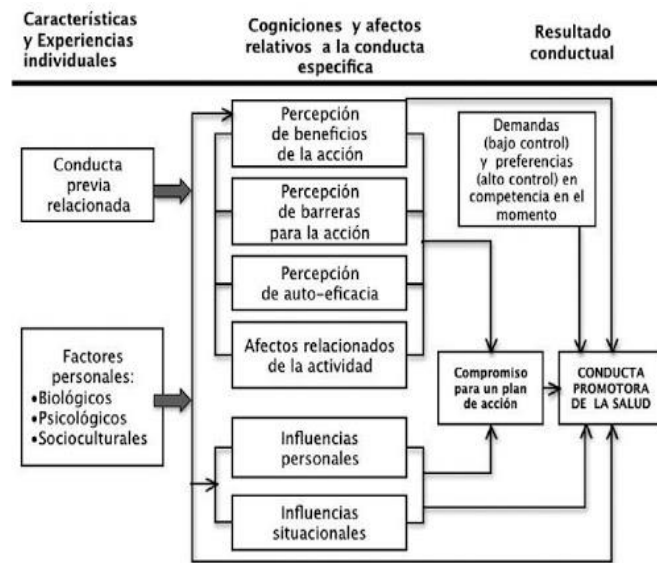 Características
y Experiencias
individuales
Cogniciones y afectos
relativos a la conducta
especifica
Resultado
conductual
Conducta
previa
relacionada
Factores
personales:
•Biológicos
•Psicológicos
•Socioculturales
Percepción
de beneficios
de la acción
Percepción
de barreras
para la acción
Percepción
de auto-eficacia
Afectos relacionados
de la actividad
Influencias
personales
Influencias
situacionales
Demandas
(bajo control)
y preferencias
(alto control) en
competencia en el
momento
Compromiso
para un plan
de acción
CONDUCTA
PROMOTORA
DE LA SALUD